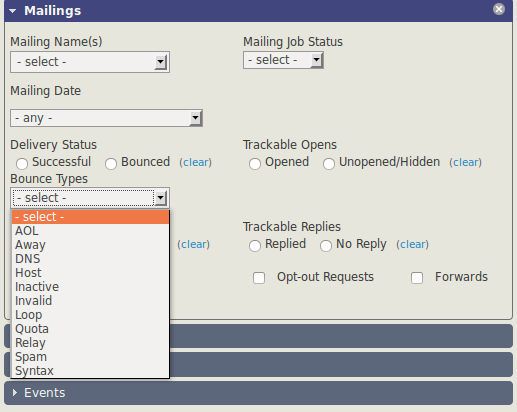 Mailings
Mailing Name(s)
Mailing Job Status
- select -
- select -
Mailing Date
- any -
Delivery Status
Trackable Opens
Successful Bounced (clear)
Opened Unopened/Hidden (clear)
Bounce Types
- select -
- select -
AOL
Away
DNS
Host
Inactive
Invalid
Loop
Quota
Relay
Spam
Syntax
Trackable Replies
(clear)
Replied No Reply (clear)
Opt-out Requests Forwards
Events